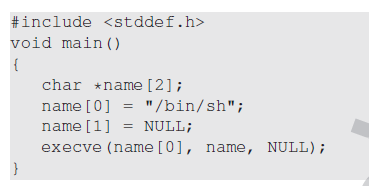 #include <stddef.h>
void main()
{
char *name[2];
name[0] = "/bin/sh";
name[1] = NULL;
execve(name[0], name, NULL);
}